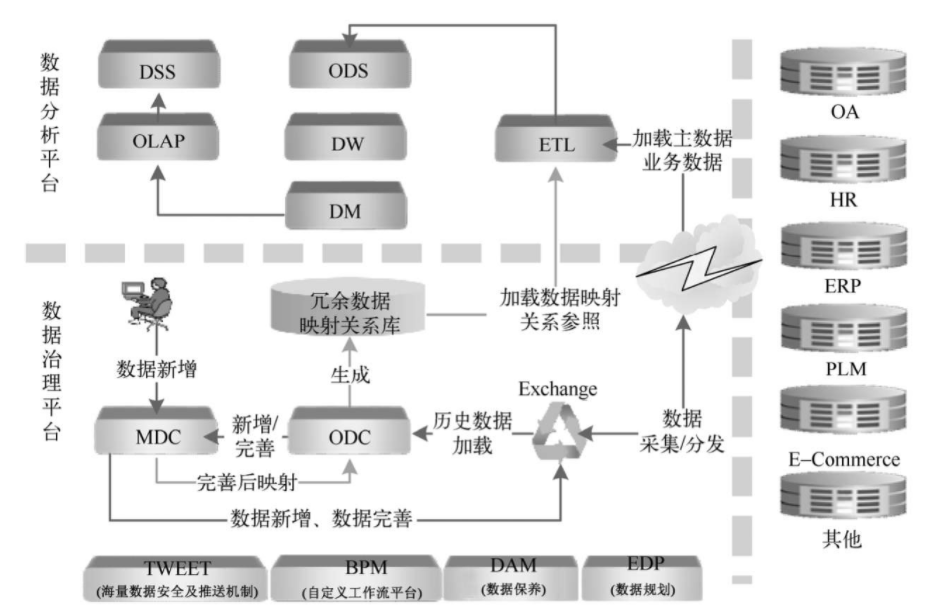 数据分析平台
DSS
ODS
OLAP
DW
ETL
加载主数据
业务数据
DM
OA
HR
ERP
PLM
E–Commerce
其他
数据治理平台
冗余数据
映射关系库
加载数据映射
关系参照
数据新增
生成
Exchange
MDC
新增/
完善
ODC
历史数据
加载
数据
采集/分发
完善后映射
数据新增、数据完善
TWEET
(海量数据安全及推送机制)
BPM
(自定义工作流平台)
DAM
(数据保养)
EDP
(数据规划)